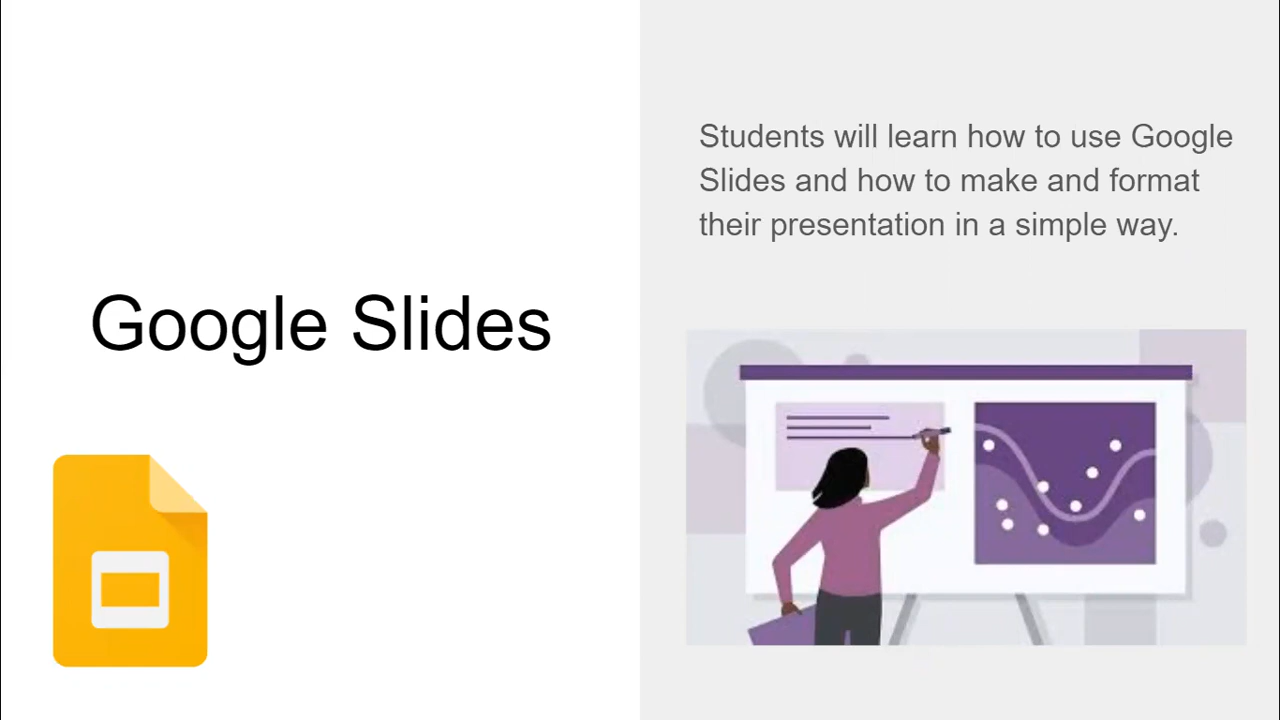 Google Slides
Students will learn how to use Google
Slides and how to make and format
their presentation in a simple way.